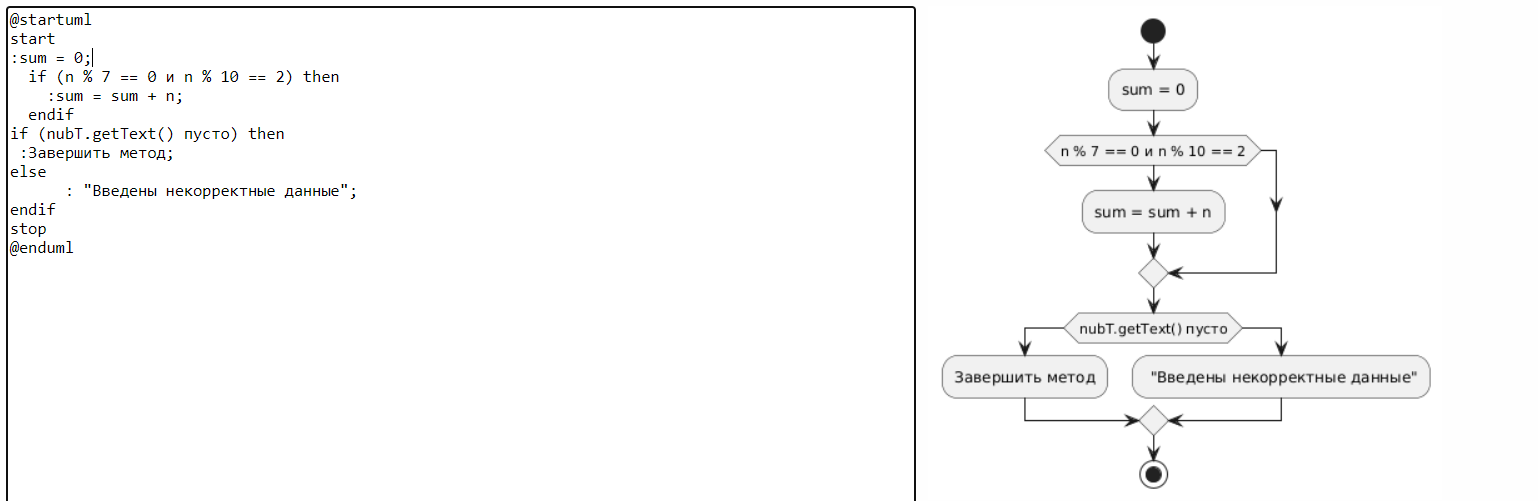 @startuml
start
:sum = 0;
if (n % 7 == 0 и n % 10 == 2) then
:sum = sum + n;
endif
if (nubT.getText() пусто) then
:Завершить метод;
else
: "Введены некорректные данные";
endif
stop
@enduml
sum = 0
n % 7 == 0 и n % 10 == 2
sum = sum + n
nubT.getText() пусто
Завершить метод
"Введены некорректные данные"